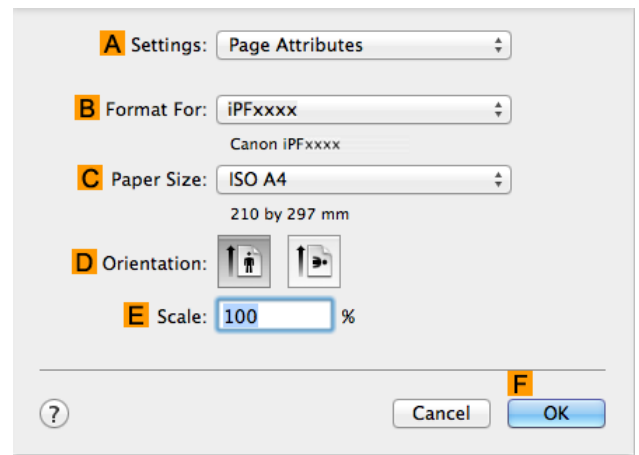 A Settings: Page Attributes
B Format For: iPFxxxx
Canon iPFxxxx
C Paper Size: ISO A4
210 by 297 mm
D Orientation:
E Scale: 100 %
F
? Cancel OK